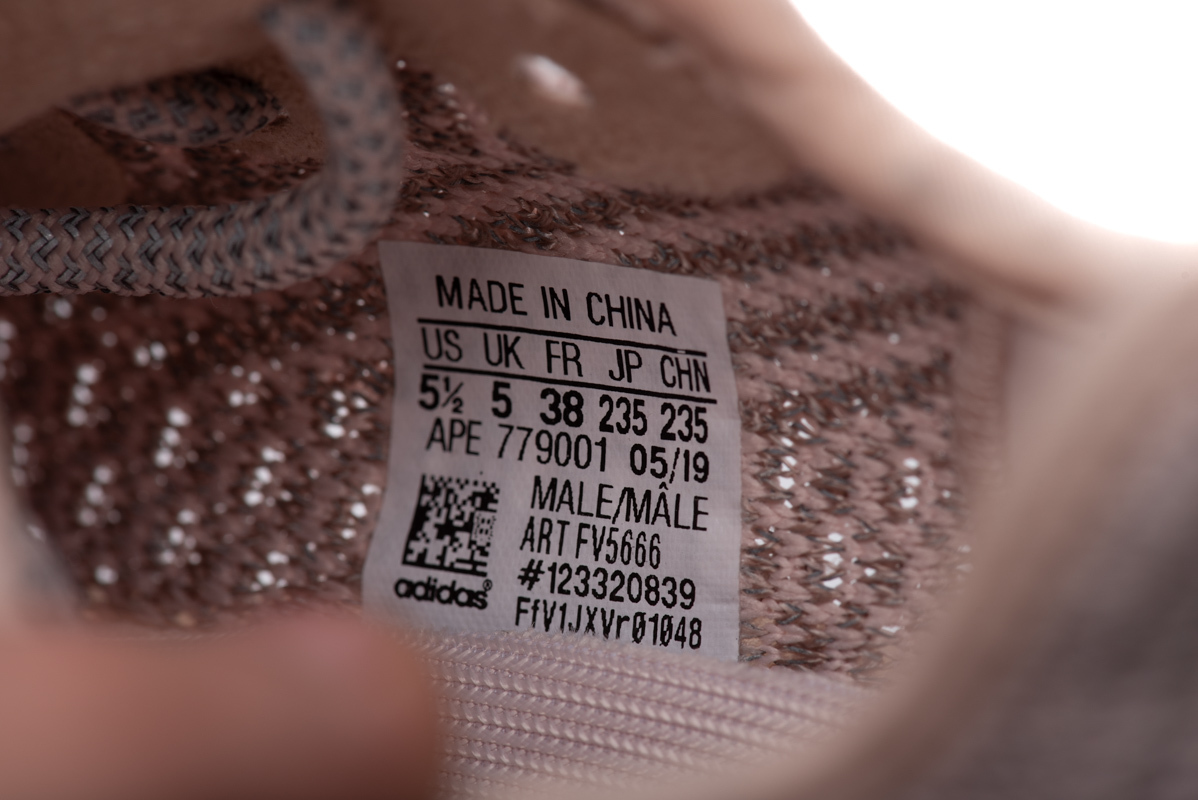 MADE IN CHINA
US UK FR JP CHN
5½ 5 38 235 235
APE 779001 05/19
MALE/MÂLE
ART FV5666
#123320839
adidas®
FfV1JXVrØ1Ø48